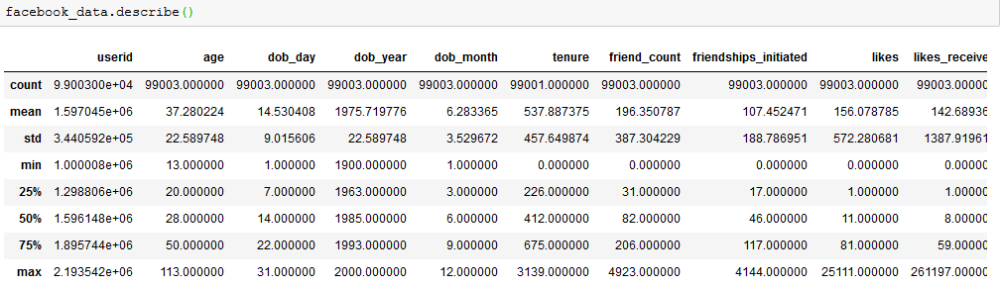 facebook_data.describe()
userid age dob_day dob_year dob_month tenure friend_count friendships_initiated likes likes_receive
count 9.900300e+04 99003.000000 99003.000000 99003.000000 99003.000000 99001.000000 99003.000000 99003.000000 99003.000000 99003.00000
mean 1.597045e+06 37.280224 14.530408 1975.719776 6.283365 537.887375 196.350787 107.452471 156.078785 142.68936
std 3.440592e+05 22.589748 9.015606 22.589748 3.529672 457.649874 387.304229 188.786951 572.280681 1387.91961
min 1.000008e+06 13.000000 1.000000 1900.000000 1.000000 0.000000 0.000000 0.000000 0.000000 0.00000
25% 1.298806e+06 20.000000 7.000000 1963.000000 3.000000 226.000000 31.000000 17.000000 1.000000 1.00000
50% 1.596148e+06 28.000000 14.000000 1985.000000 6.000000 412.000000 82.000000 46.000000 11.000000 8.00000
75% 1.895744e+06 50.000000 22.000000 1993.000000 9.000000 675.000000 206.000000 117.000000 81.000000 59.00000
max 2.193542e+06 113.000000 31.000000 2000.000000 12.000000 3139.000000 4923.000000 4144.000000 25111.000000 261197.00000